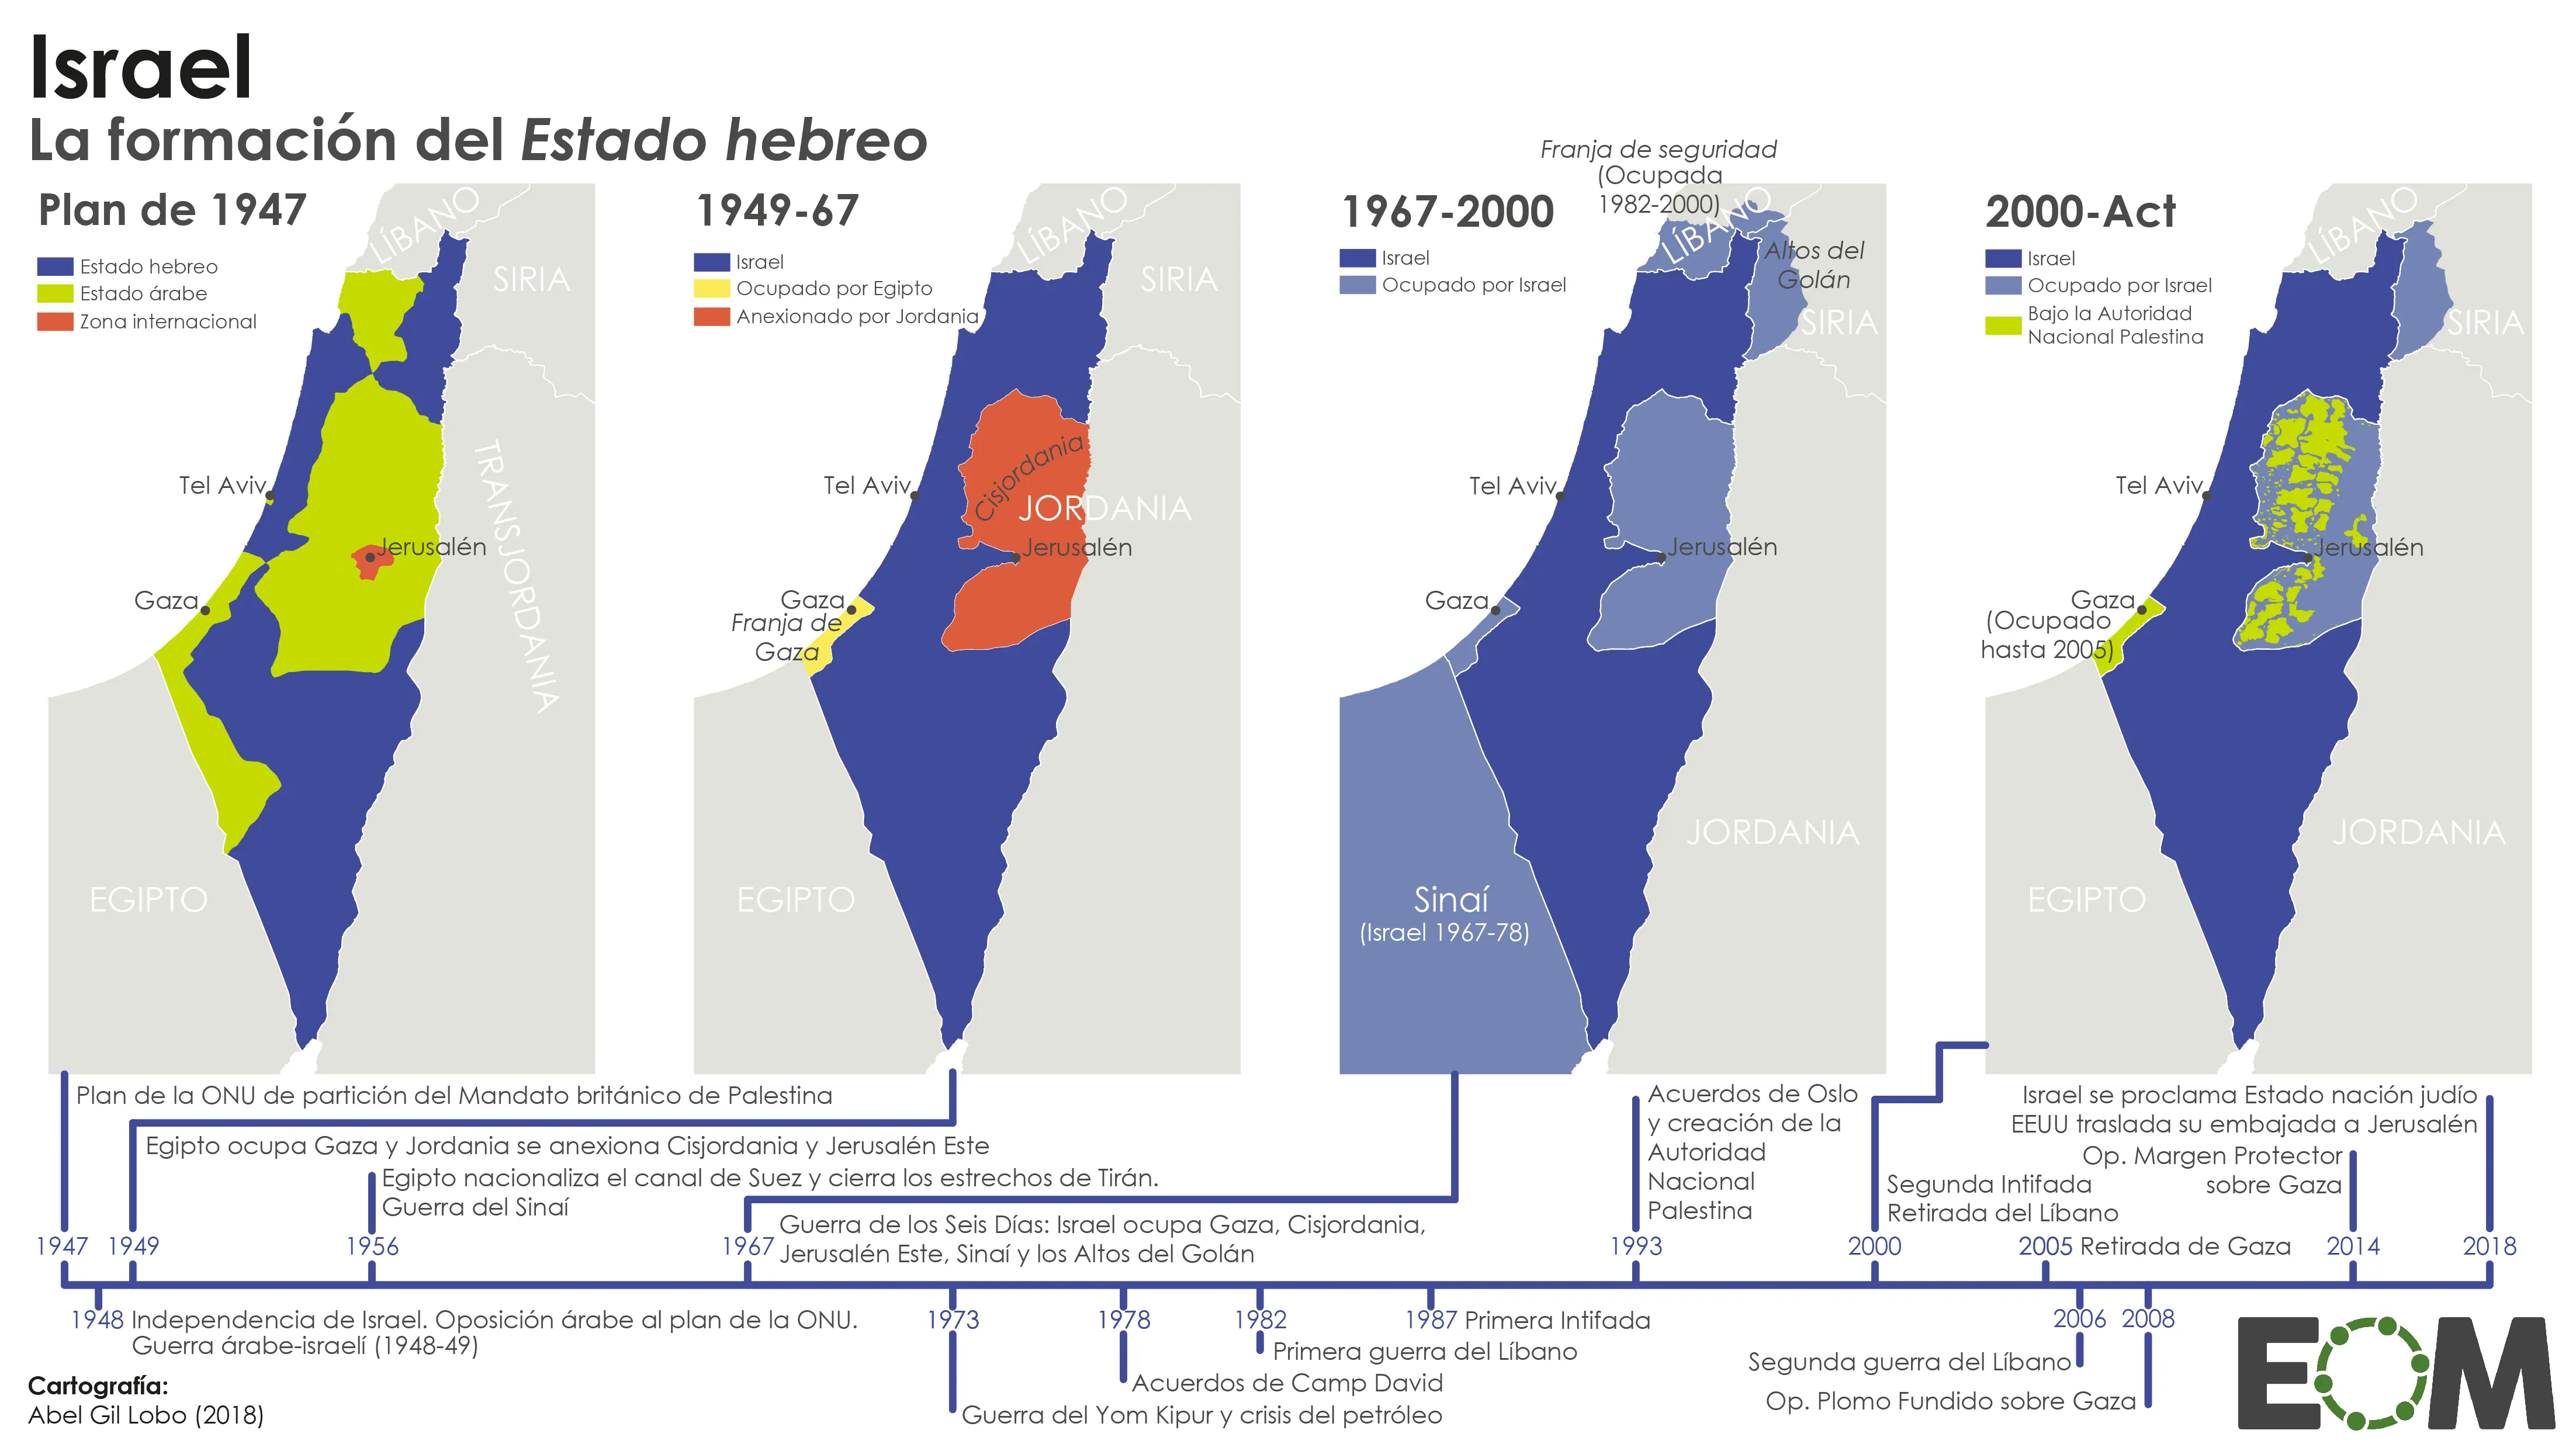 Israel
La formación del Estado hebreo
Plan de 1947
Estado hebreo
Estado árabe
Zona internacional
LÍBANO
SIRIA
TRANSJORDANIA
Tel Aviv
Jerusalén
Gaza
EGIPTO
1949-67
Israel
Ocupado por Egipto
Anexionado por Jordania
LÍBANO
SIRIA
Cisjordania
JORDANIA
Tel Aviv
Jerusalén
Gaza
Franja de
Gaza
EGIPTO
1967-2000
Israel
Ocupado por Israel
Franja de seguridad
(Ocupada
1982-2000)
LÍBANO
Altos del
Golán
SIRIA
Tel Aviv
Jerusalén
Gaza
JORDANIA
Sinaí
(Israel 1967-78)
2000-Act
Israel
Ocupado por Israel
Bajo la Autoridad
Nacional Palestina
LÍBANO
SIRIA
Tel Aviv
Jerusalén
Gaza
(Ocupado
hasta 2005)
JORDANIA
EGIPTO
Plan de la ONU de partición del Mandato británico de Palestina
Egipto ocupa Gaza y Jordania se anexiona Cisjordania y Jerusalén Este
Egipto nacionaliza el canal de Suez y cierra los estrechos de Tirán.
Guerra del Sinaí
Guerra de los Seis Días: Israel ocupa Gaza, Cisjordania,
Jerusalén Este, Sinaí y los Altos del Golán
Acuerdos de Oslo
y creación de la
Autoridad
Nacional
Palestina
Segunda Intifada
Retirada del Líbano
Israel se proclama Estado nación judío
EEUU traslada su embajada a Jerusalén
Op. Margen Protector
sobre Gaza
1947 1949 1956 1967 1993 2000 2005 Retirada de Gaza 2014 2018
1948 Independencia de Israel. Oposición árabe al plan de la ONU.
Guerra árabe-israelí (1948-49)
1973 1978 1982 1987 Primera Intifada 2006 2008
Primera guerra del Líbano
Acuerdos de Camp David
Guerra del Yom Kipur y crisis del petróleo
Segunda guerra del Líbano
Op. Plomo Fundido sobre Gaza
Cartografía:
Abel Gil Lobo (2018)
EOM